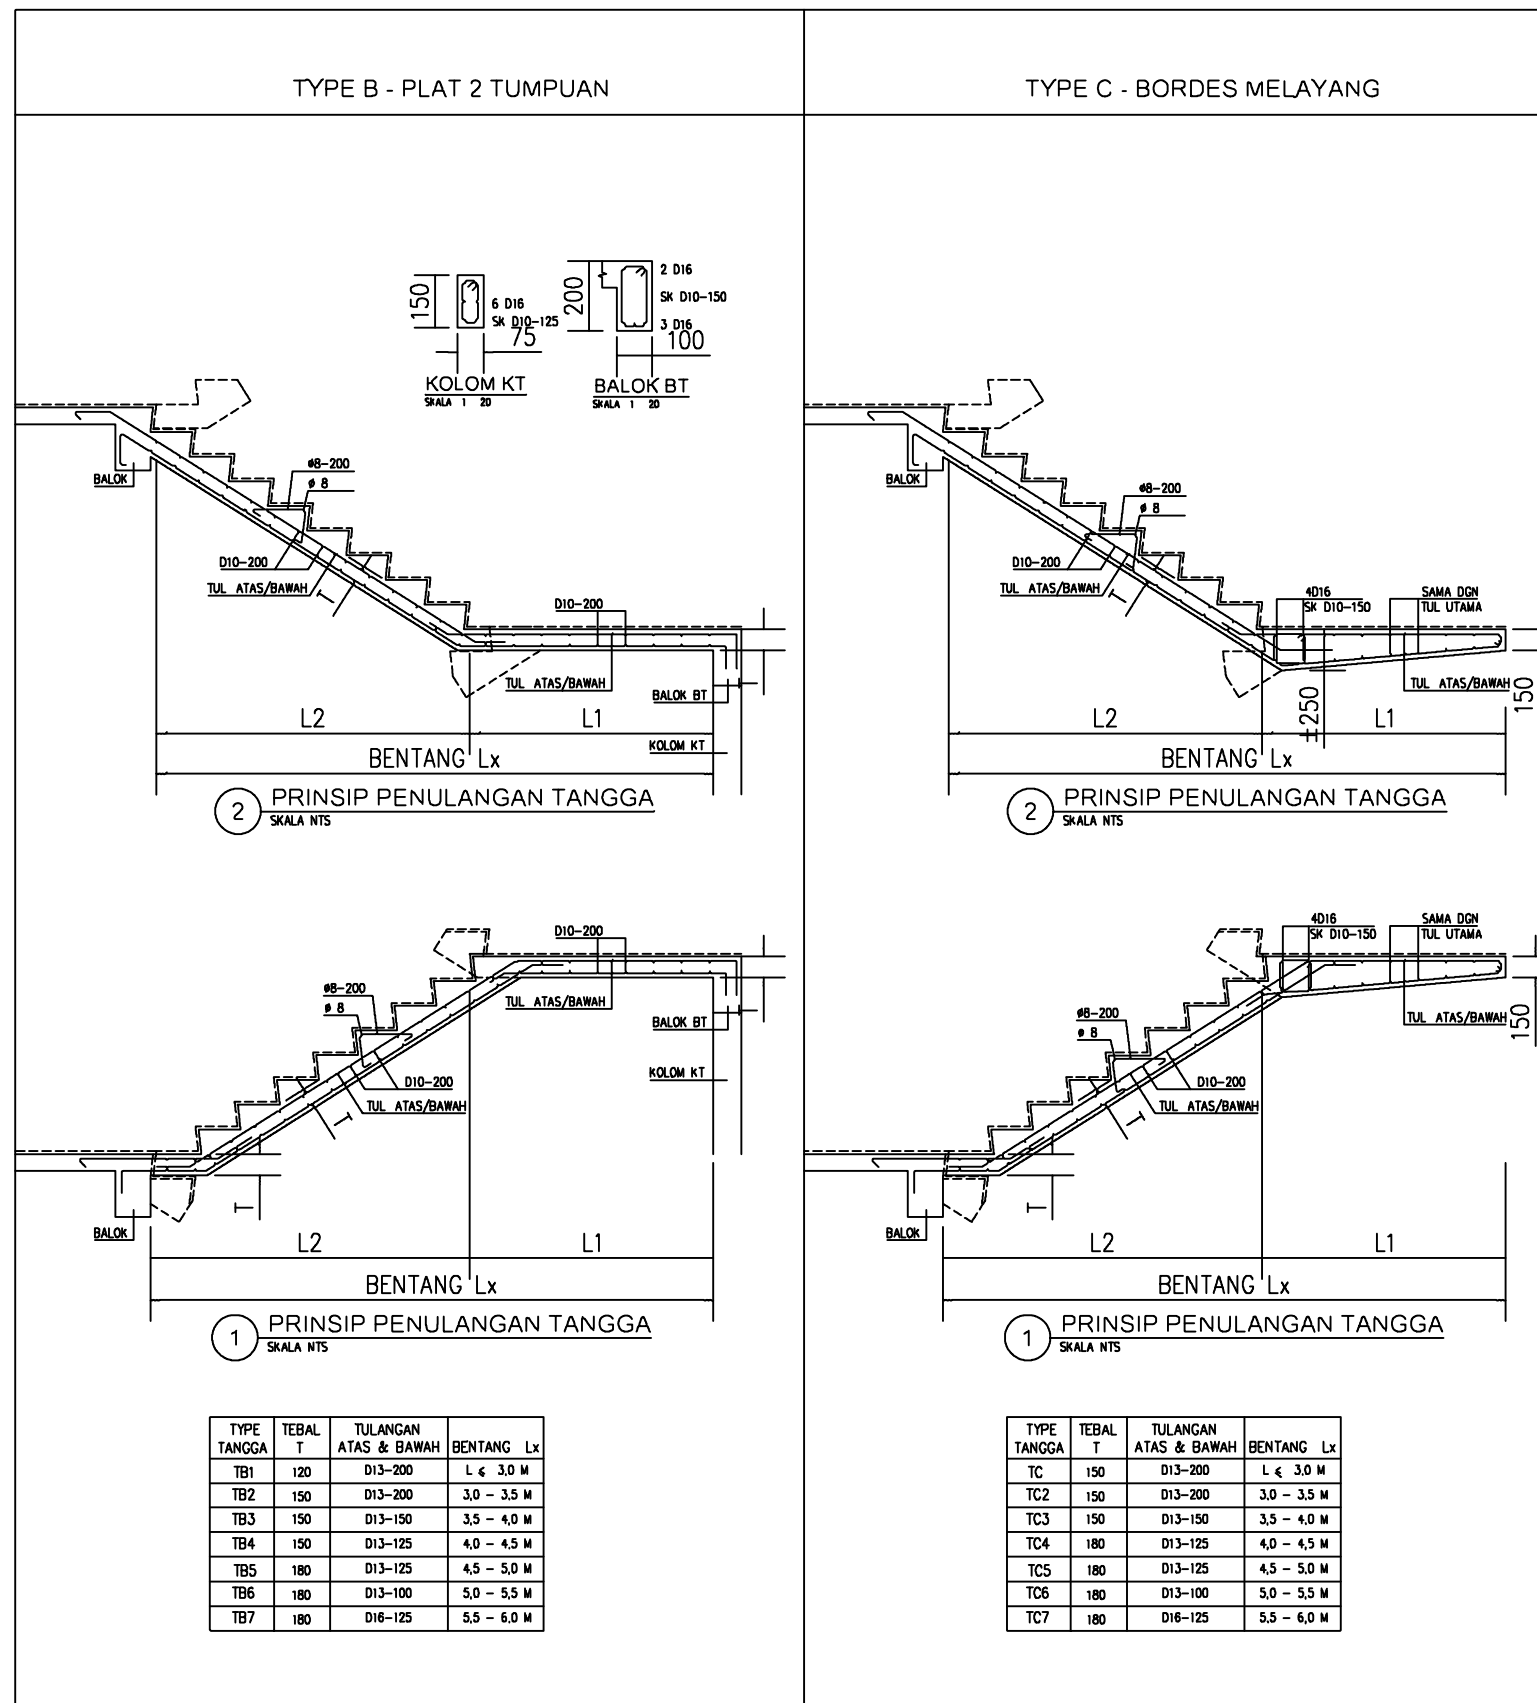 TYPE B - PLAT 2 TUMPUAN
2 D16
SK D10-150
3 D16
200
100
BALOK BT
SKALA 1 20
150
6 D16
SK D10-125
75
KOLOM KT
SKALA 1 20
BALOK
ø8-200
ø 8
D10-200
TUL ATAS/BAWAH
T
D10-200
TUL ATAS/BAWAH
BALOK BT
KOLOM KT
L2
L1
BENTANG Lx
2
PRINSIP PENULANGAN TANGGA
SKALA NTS
D10-200
ø8-200
ø 8
TUL ATAS/BAWAH
BALOK BT
D10-200
TUL ATAS/BAWAH
KOLOM KT
T
T
BALOK
L2
L1
BENTANG Lx
1
PRINSIP PENULANGAN TANGGA
SKALA NTS
TYPE TANGGA
TEBAL T
TULANGAN ATAS & BAWAH
BENTANG Lx
TB1 120 D13-200 L ≤ 3,0 M
TB2 150 D13-200 3,0 - 3,5 M
TB3 150 D13-150 3,5 - 4,0 M
TB4 150 D13-125 4,0 - 4,5 M
TB5 180 D13-125 4,5 - 5,0 M
TB6 180 D13-100 5,0 - 5,5 M
TB7 180 D16-125 5,5 - 6,0 M
TYPE C - BORDES MELAYANG
BALOK
ø8-200
ø 8
D10-200
TUL ATAS/BAWAH
T
4D16
SK D10-150
SAMA DGN
TUL UTAMA
TUL ATAS/BAWAH
150
±250
L2
L1
BENTANG Lx
2
PRINSIP PENULANGAN TANGGA
SKALA NTS
4D16
SK D10-150
SAMA DGN
TUL UTAMA
ø8-200
ø 8
TUL ATAS/BAWAH
150
D10-200
TUL ATAS/BAWAH
T
T
BALOK
L2
L1
BENTANG Lx
1
PRINSIP PENULANGAN TANGGA
SKALA NTS
TYPE TANGGA
TEBAL T
TULANGAN ATAS & BAWAH
BENTANG Lx
TC 150 D13-200 L ≤ 3,0 M
TC2 150 D13-200 3,0 - 3,5 M
TC3 150 D13-150 3,5 - 4,0 M
TC4 180 D13-125 4,0 - 4,5 M
TC5 180 D13-125 4,5 - 5,0 M
TC6 180 D13-100 5,0 - 5,5 M
TC7 180 D16-125 5,5 - 6,0 M